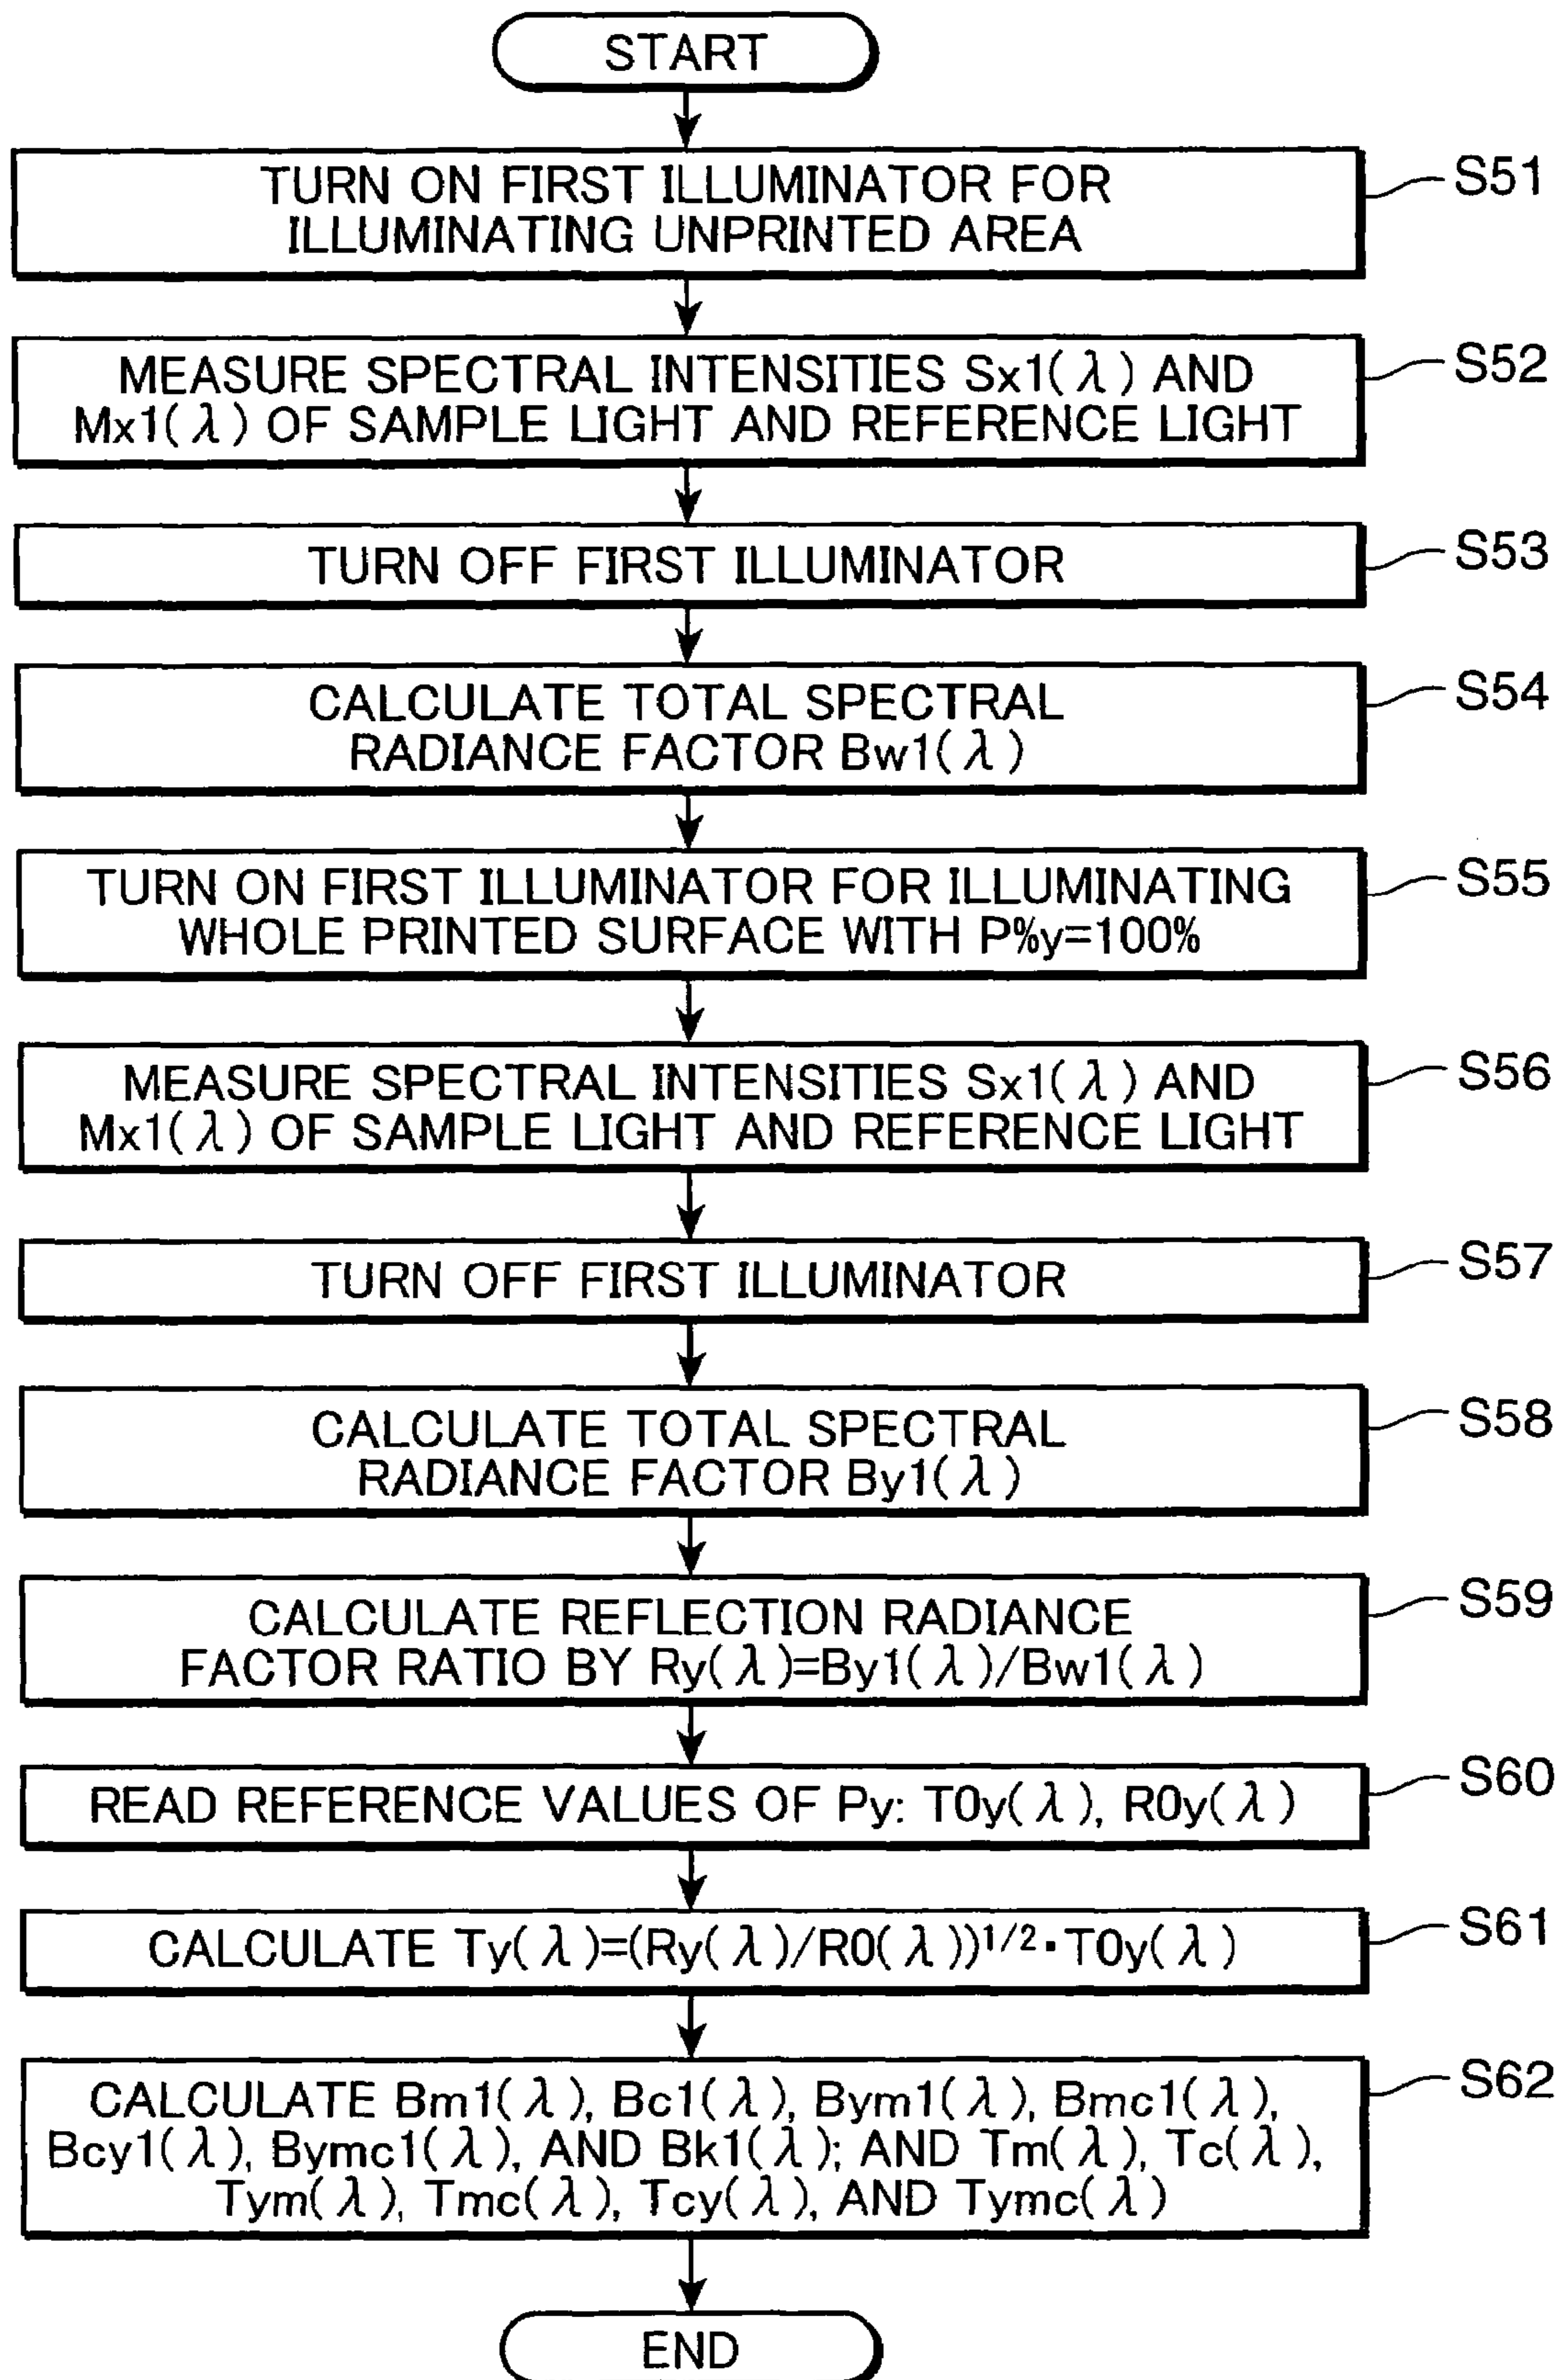 START
TURN ON FIRST ILLUMINATOR FOR
ILLUMINATING UNPRINTED AREA
S51
MEASURE SPECTRAL INTENSITIES Sx1(λ) AND
Mx1(λ) OF SAMPLE LIGHT AND REFERENCE LIGHT
S52
TURN OFF FIRST ILLUMINATOR
S53
CALCULATE TOTAL SPECTRAL
RADIANCE FACTOR Bw1(λ)
S54
TURN ON FIRST ILLUMINATOR FOR ILLUMINATING
WHOLE PRINTED SURFACE WITH P%y=100%
S55
MEASURE SPECTRAL INTENSITIES Sx1(λ) AND
Mx1(λ) OF SAMPLE LIGHT AND REFERENCE LIGHT
S56
TURN OFF FIRST ILLUMINATOR
S57
CALCULATE TOTAL SPECTRAL
RADIANCE FACTOR By1(λ)
S58
CALCULATE REFLECTION RADIANCE
FACTOR RATIO BY Ry(λ)=By1(λ)/Bw1(λ)
S59
READ REFERENCE VALUES OF Py: T0y(λ), R0y(λ)
S60
CALCULATE Ty(λ)=(Ry(λ)/R0(λ))¹/²·T0y(λ)
S61
CALCULATE Bm1(λ), Bc1(λ), Bym1(λ), Bmc1(λ),
Bcy1(λ), Bymc1(λ), AND Bk1(λ); AND Tm(λ), Tc(λ),
Tym(λ), Tmc(λ), Tcy(λ), AND Tymc(λ)
S62
END